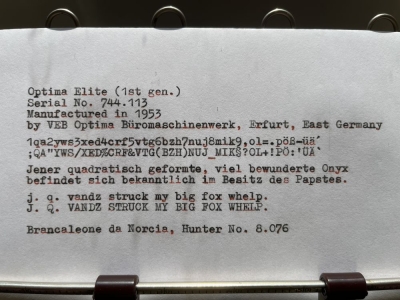 Optima Elite (1st gen.)
Serial No. 744.113
Manufactured in 1953
by VEB Optima Büromaschinenwerk, Erfurt, East Germany
1qa2yws3xed4crf5vtg6bzh7nuj8mik9,ol=.pöß-üä´
;QA"YWS/XED%CRF&VTG(BZH)NUJ_MIK§?OL+!PÖ:'ÜÄ`
Jener quadratisch geformte, viel bewunderte Onyx
befindet sich bekanntlich im Besitz des Papstes.
j. q. vandz struck my big fox whelp.
J. Q. VANDZ STRUCK MY BIG FOX WHELP.
Brancaleone da Norcia, Hunter No. 8.076